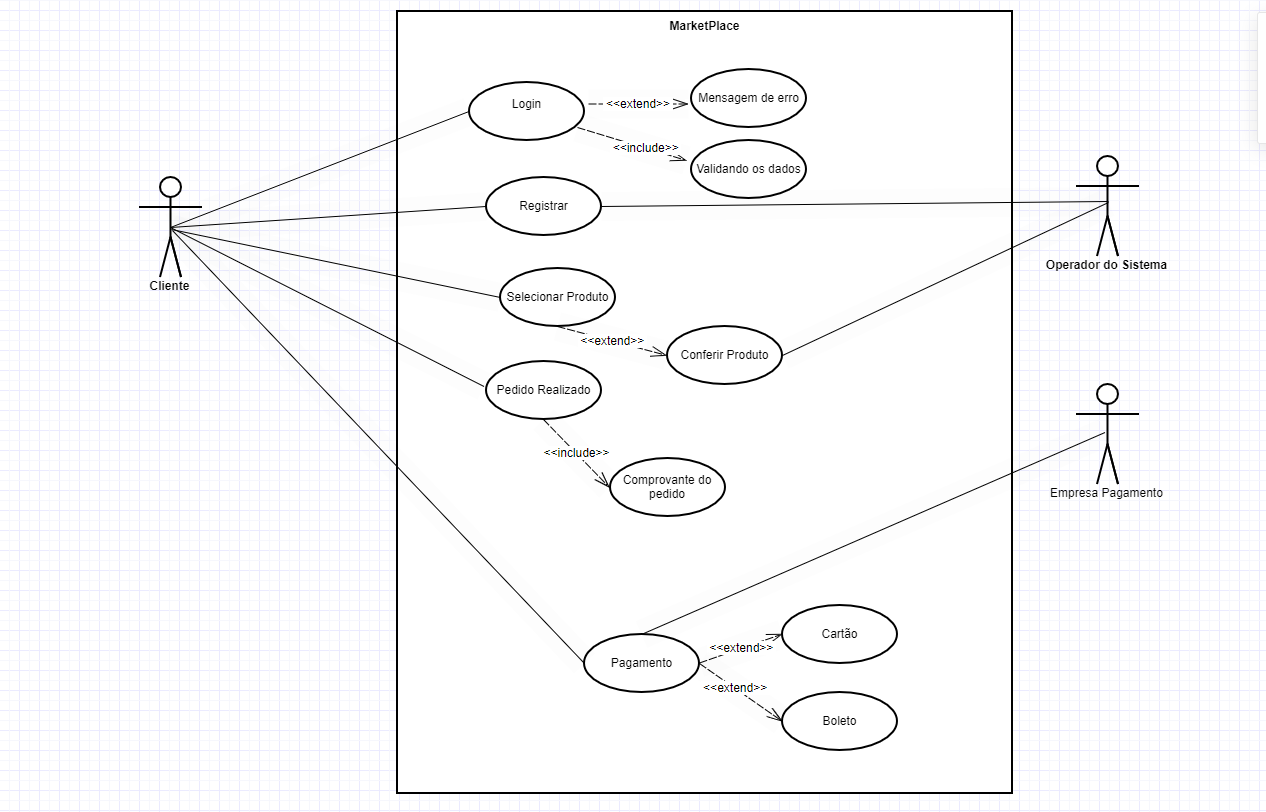 MarketPlace
Login
<<extend>>
Mensagem de erro
<<include>>
Validando os dados
Registrar
Cliente
Operador do Sistema
Selecionar Produto
<<extend>>
Conferir Produto
Pedido Realizado
<<include>>
Comprovante do
pedido
Empresa Pagamento
Pagamento
<<extend>>
Cartão
<<extend>>
Boleto